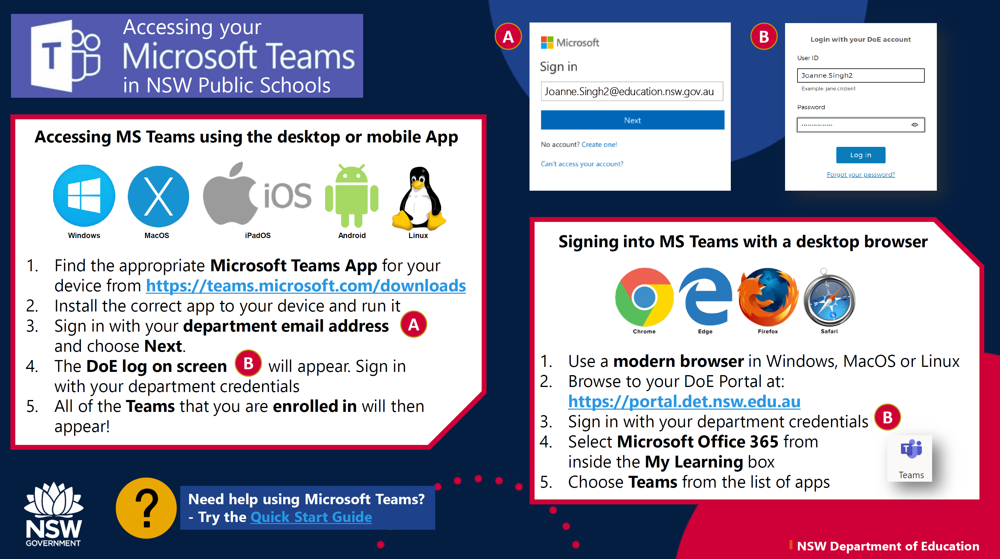 T
Accessing your
Microsoft Teams
in NSW Public Schools
Accessing MS Teams using the desktop or mobile App
X
iOS
Windows
MacOS
iPadOS
Android
Linux
1. Find the appropriate Microsoft Teams App for your
device from https://teams.microsoft.com/downloads
2. Install the correct app to your device and run it
3. Sign in with your department email address A
and choose Next.
4. The DoE log on screen B will appear. Sign in
with your department credentials
5. All of the Teams that you are enrolled in will then
appear!
NSW
GOVERNMENT
?
Need help using Microsoft Teams?
- Try the Quick Start Guide
A
Microsoft
Sign in
Joanne.Singh2@education.nsw.gov.au
Next
No account? Create one!
Can't access your account?
B
Login with your DoE account
User ID
Joanne.Singh2
Example: jane.citizen1
Password
Log in
Forgot your password?
Signing into MS Teams with a desktop browser
N
E
S
W
Chrome
Edge
Firefox
Safari
1. Use a modern browser in Windows, MacOS or Linux
2. Browse to your DoE Portal at:
https://portal.det.nsw.edu.au
3. Sign in with your department credentials B
4. Select Microsoft Office 365 from
inside the My Learning box
5. Choose Teams from the list of apps
T
Teams
NSW Department of Education